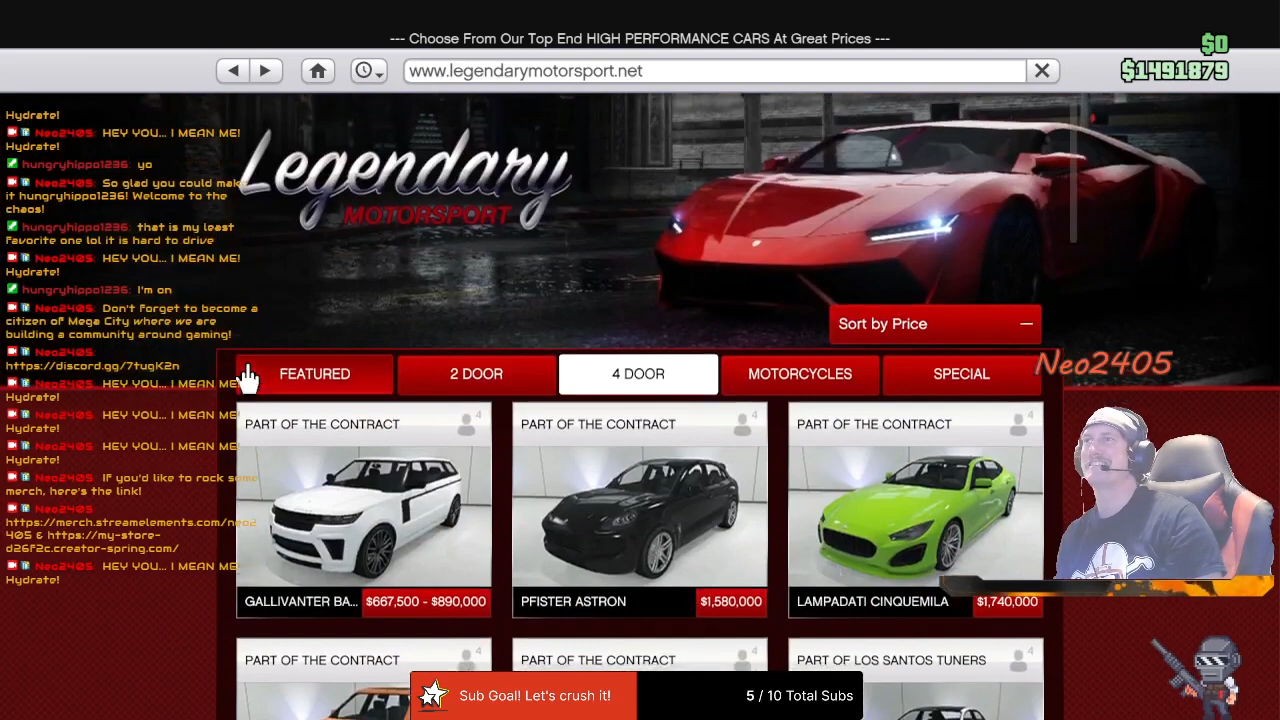 --- Choose From Our Top End HIGH PERFORMANCE CARS At Great Prices ---
$0
www.legendarymotorsport.net
$1491879
Hydrate!
Neo2405: HEY YOU... I MEAN ME!
Hydrate!
hungryhippo1236: yo
Neo2405: So glad you could make
it hungryhippo1236! Welcome to the
chaos!
hungryhippo1236: that is my least
favorite one lol it is hard to drive
Neo2405: HEY YOU... I MEAN ME!
Hydrate!
hungryhippo1236: I'm on
Neo2405: Don't forget to become a
citizen of Mega City where we are
building a community around gaming!
Neo2405:
https://discord.gg/7tugK2n
Neo2405: HEY YOU... I MEAN ME!
Hydrate!
Neo2405: HEY YOU... I MEAN ME!
Hydrate!
Neo2405: HEY YOU... I MEAN ME!
Hydrate!
Neo2405: If you'd like to rock some
merch, here's the link!
Neo2405:
https://merch.streamelements.com/neo2
405 & https://my-store-
d26f2c.creator-spring.com/
Neo2405: HEY YOU... I MEAN ME!
Hydrate!
Legendary
MOTORSPORT
Sort by Price
FEATURED
2 DOOR
4 DOOR
MOTORCYCLES
SPECIAL
Neo2405
PART OF THE CONTRACT
4
PART OF THE CONTRACT
4
PART OF THE CONTRACT
4
GALLIVANTER BA... $667,500 - $890,000
PFISTER ASTRON $1,580,000
LAMPADATI CINQUEMILA $1,740,000
PART OF THE CONTRACT
4
PART OF THE CONTRACT
4
PART OF LOS SANTOS TUNERS
4
Sub Goal! Let's crush it!
5 / 10 Total Subs